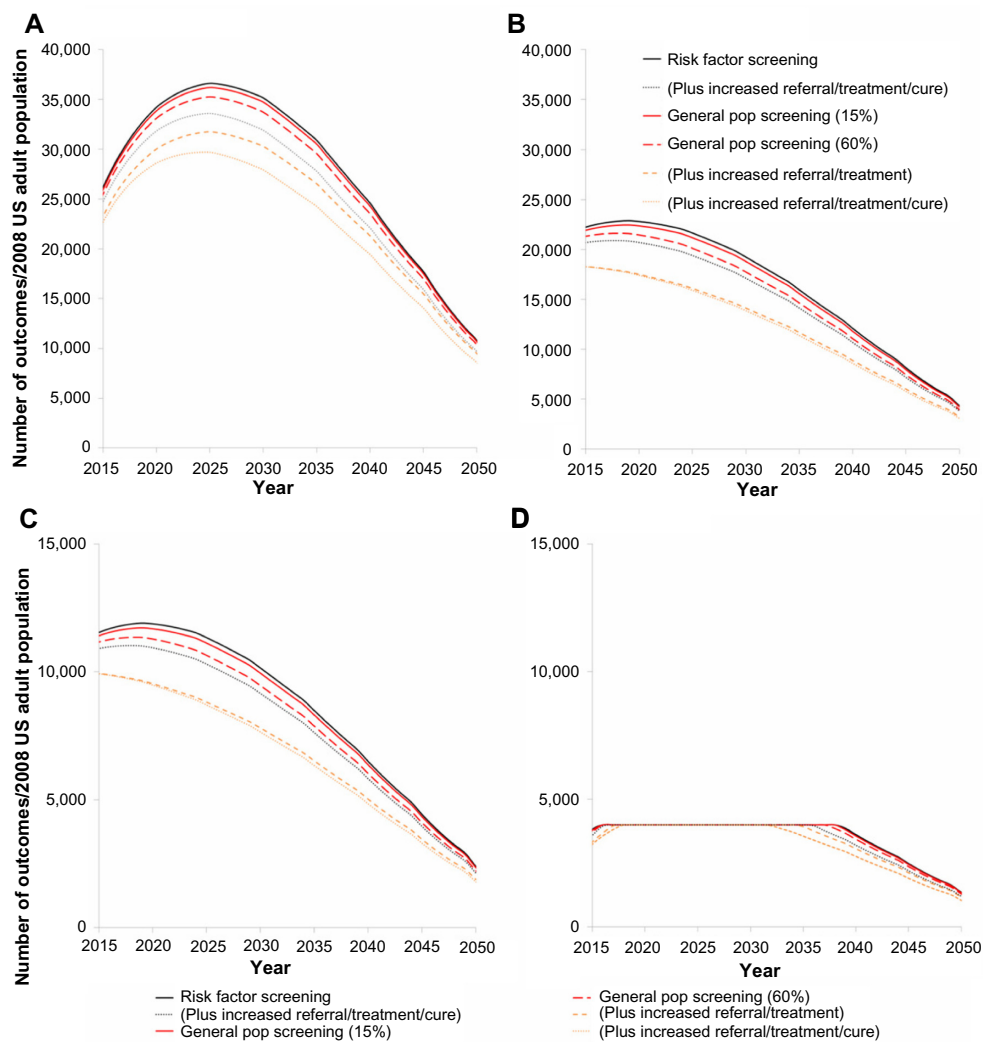 A
Number of outcomes/2008 US adult population
40,000
35,000
30,000
25,000
20,000
15,000
10,000
5,000
0
2015 2020 2025 2030 2035 2040 2045 2050
Year
B
40,000
35,000
30,000
25,000
20,000
15,000
10,000
5,000
0
Risk factor screening
(Plus increased referral/treatment/cure)
General pop screening (15%)
General pop screening (60%)
(Plus increased referral/treatment)
(Plus increased referral/treatment/cure)
2015 2020 2025 2030 2035 2040 2045 2050
Year
C
Number of outcomes/2008 US adult population
15,000
10,000
5,000
0
2015 2020 2025 2030 2035 2040 2045 2050
Year
D
15,000
10,000
5,000
0
2015 2020 2025 2030 2035 2040 2045 2050
Year
Risk factor screening
(Plus increased referral/treatment/cure)
General pop screening (15%)
General pop screening (60%)
(Plus increased referral/treatment)
(Plus increased referral/treatment/cure)